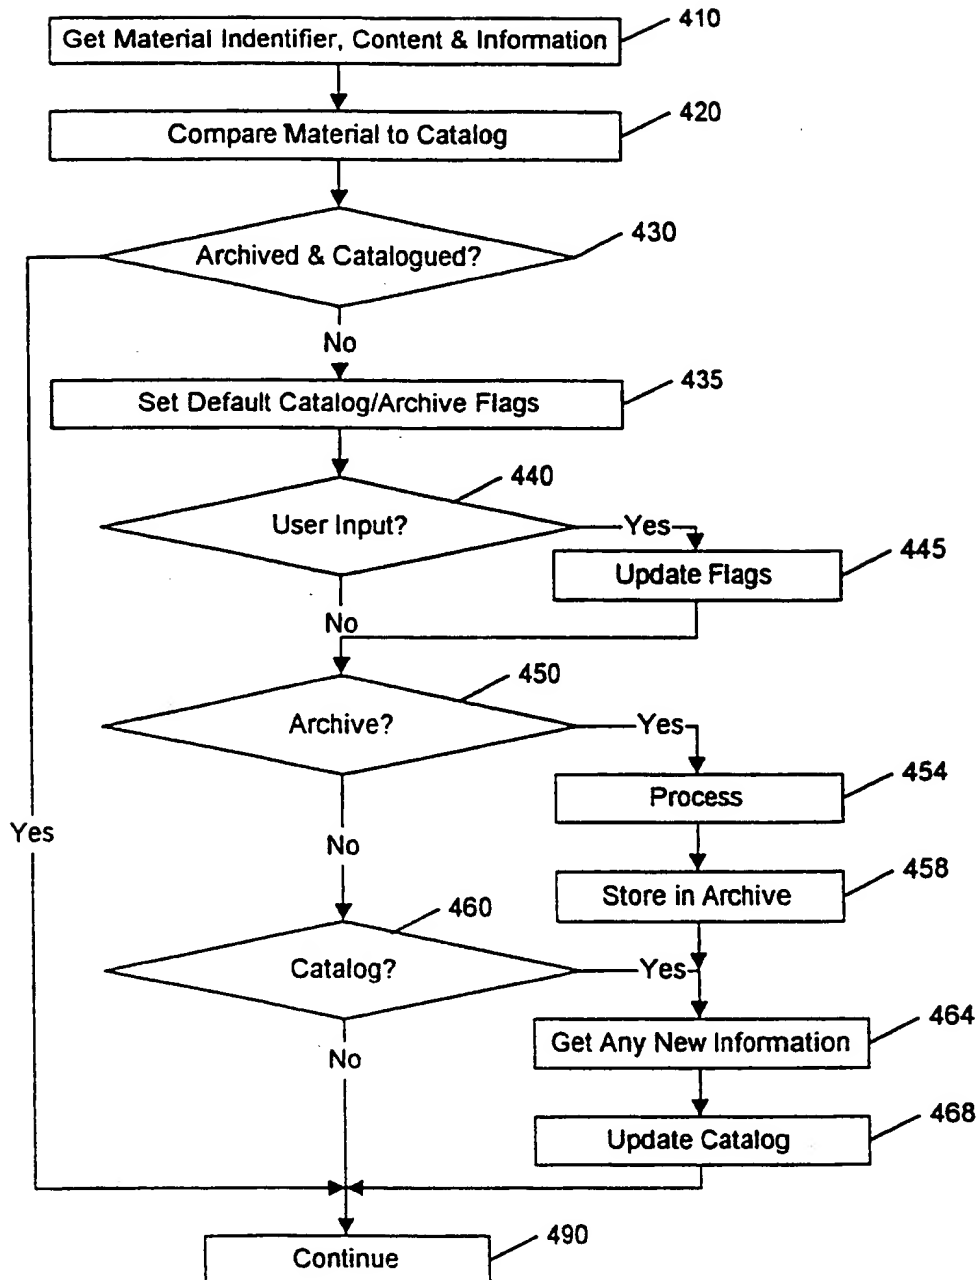 410
Get Material Indentifier, Content & Information
420
Compare Material to Catalog
430
Archived & Catalogued?
No
435
Set Default Catalog/Archive Flags
440
User Input?
Yes
445
Update Flags
No
450
Archive?
Yes
454
Process
Yes
No
458
Store in Archive
460
Catalog?
Yes
464
Get Any New Information
No
468
Update Catalog
490
Continue